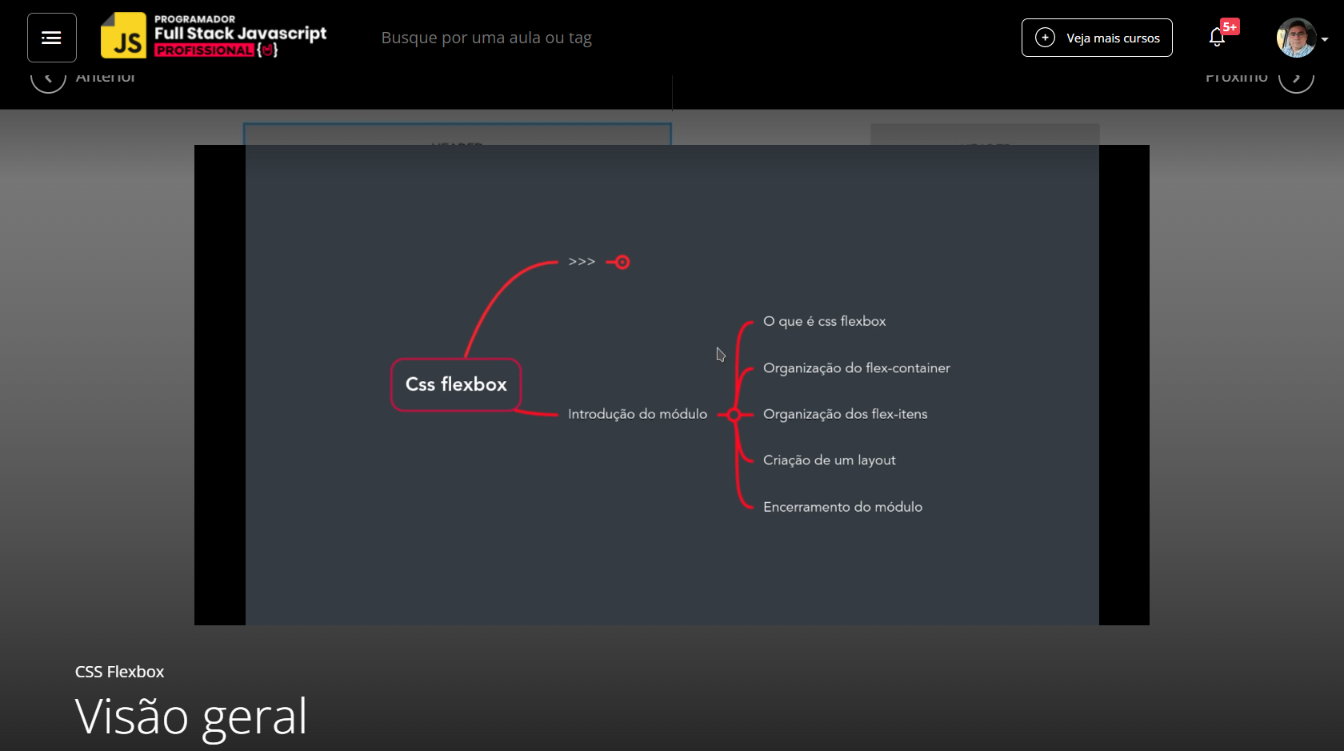 JS
PROGRAMADOR
Full Stack Javascript
PROFISSIONAL
Busque por uma aula ou tag
Veja mais cursos
5+
Anterior
Próximo
HEADER
HEADER
>>>
Css flexbox
Introdução do módulo
O que é css flexbox
Organização do flex-container
Organização dos flex-itens
Criação de um layout
Encerramento do módulo
CSS Flexbox
Visão geral